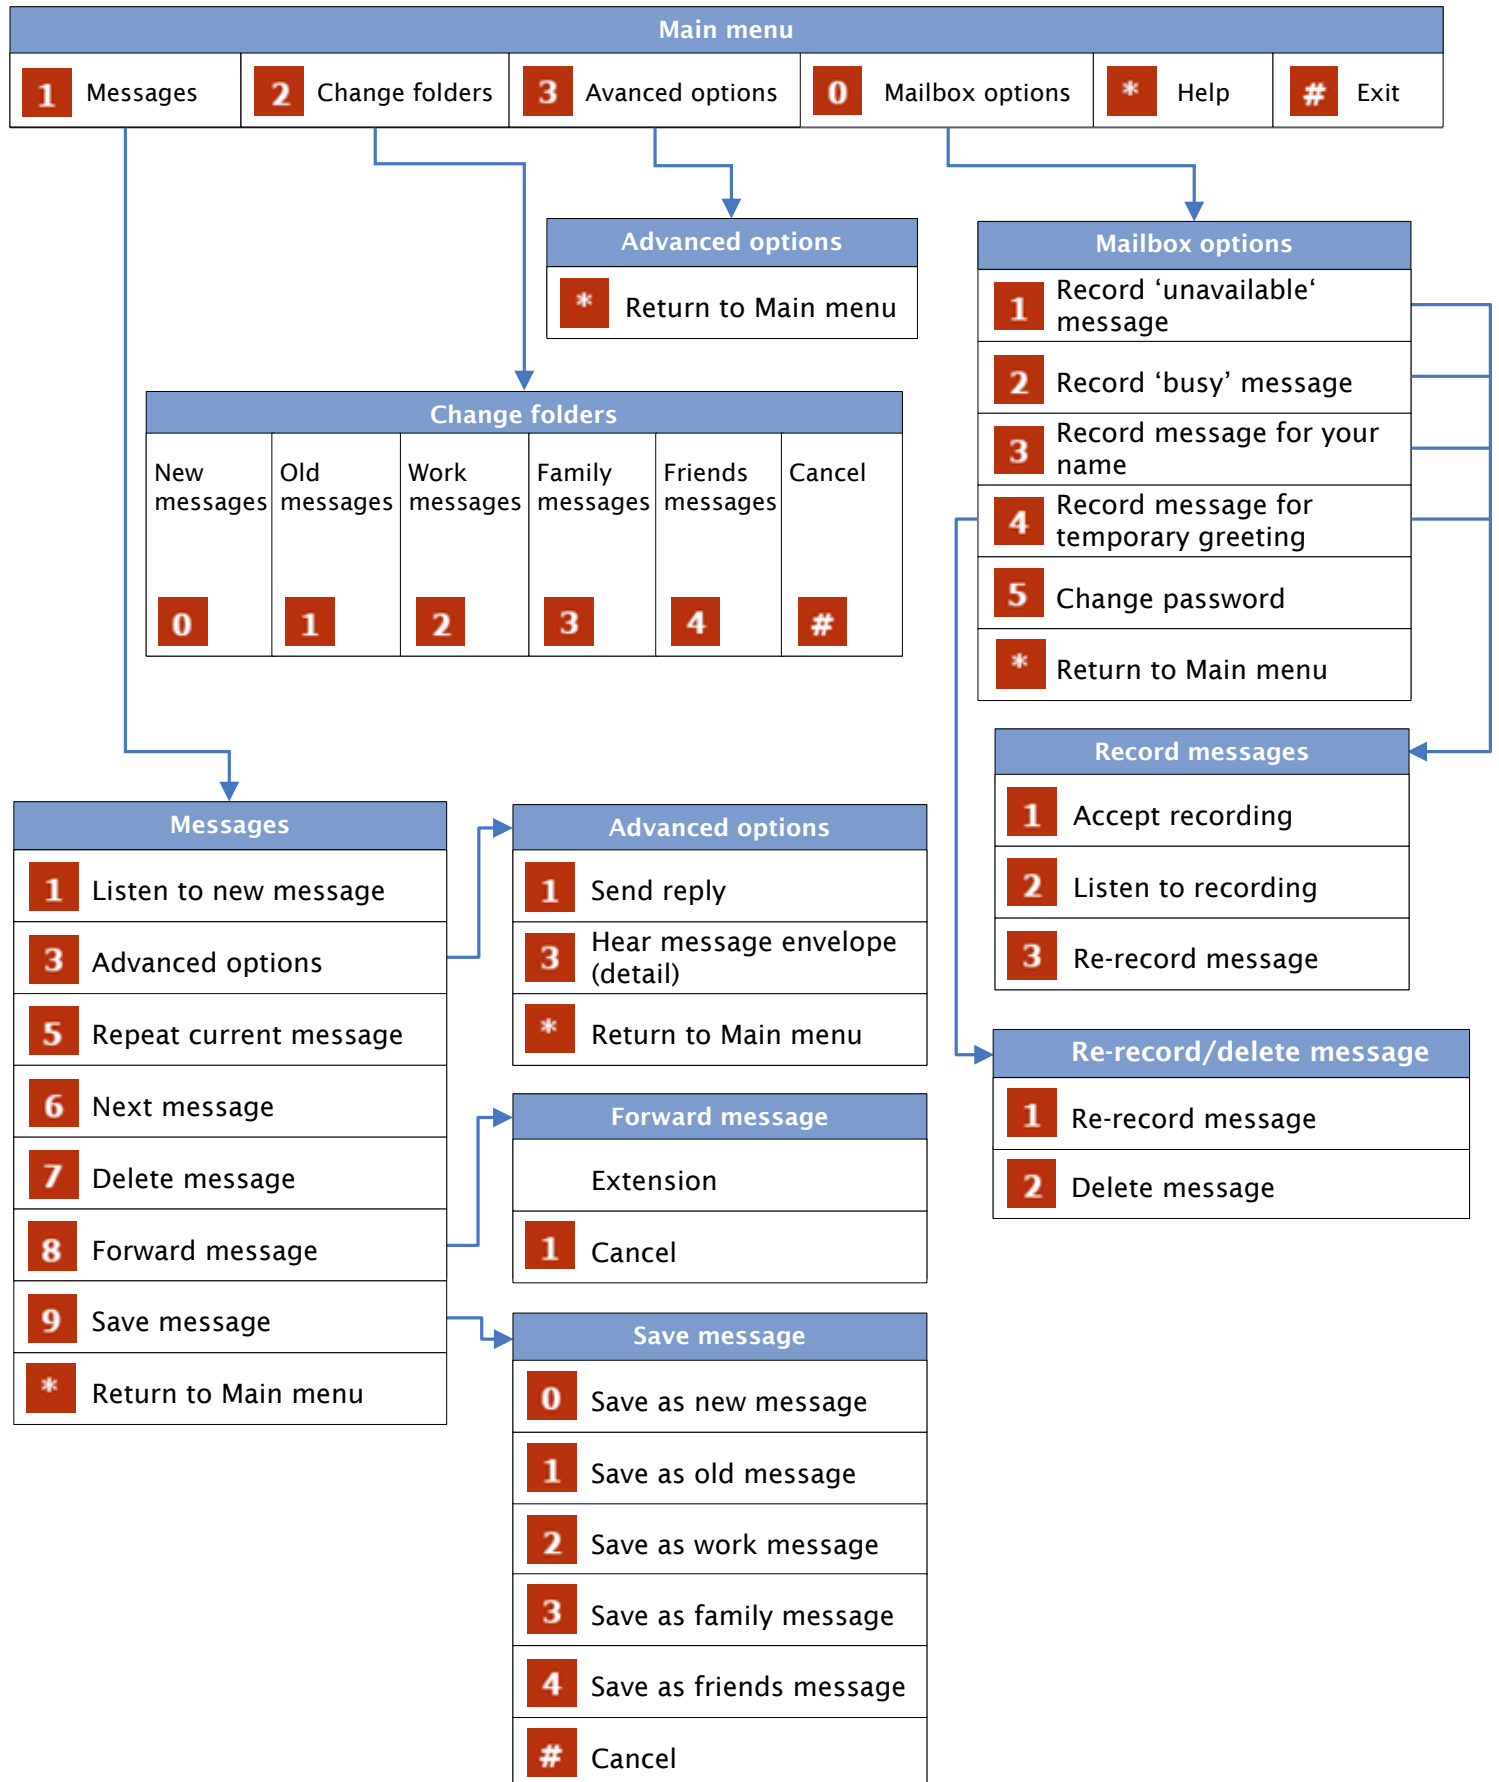 Main menu
1 Messages 2 Change folders 3 Avanced options 0 Mailbox options * Help # Exit
Advanced options
* Return to Main menu
Mailbox options
1 Record ‘unavailable‘
message
2 Record ‘busy’ message
3 Record message for your
name
4 Record message for
temporary greeting
5 Change password
* Return to Main menu
Change folders
New Old Work Family Friends Cancel
messages messages messages messages messages
0 1 2 3 4 #
Record messages
1 Accept recording
2 Listen to recording
3 Re-record message
Messages
1 Listen to new message
3 Advanced options
5 Repeat current message
6 Next message
7 Delete message
8 Forward message
9 Save message
* Return to Main menu
Advanced options
1 Send reply
3 Hear message envelope
(detail)
* Return to Main menu
Re-record/delete message
1 Re-record message
2 Delete message
Forward message
Extension
1 Cancel
Save message
0 Save as new message
1 Save as old message
2 Save as work message
3 Save as family message
4 Save as friends message
# Cancel